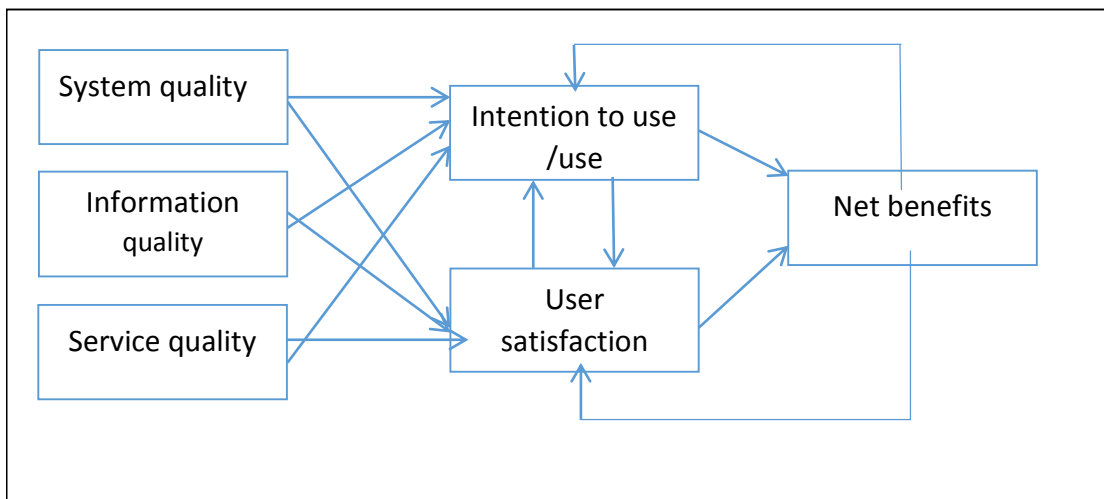 System quality
Information
quality
Service quality
Intention to use
/use
User
satisfaction
Net benefits